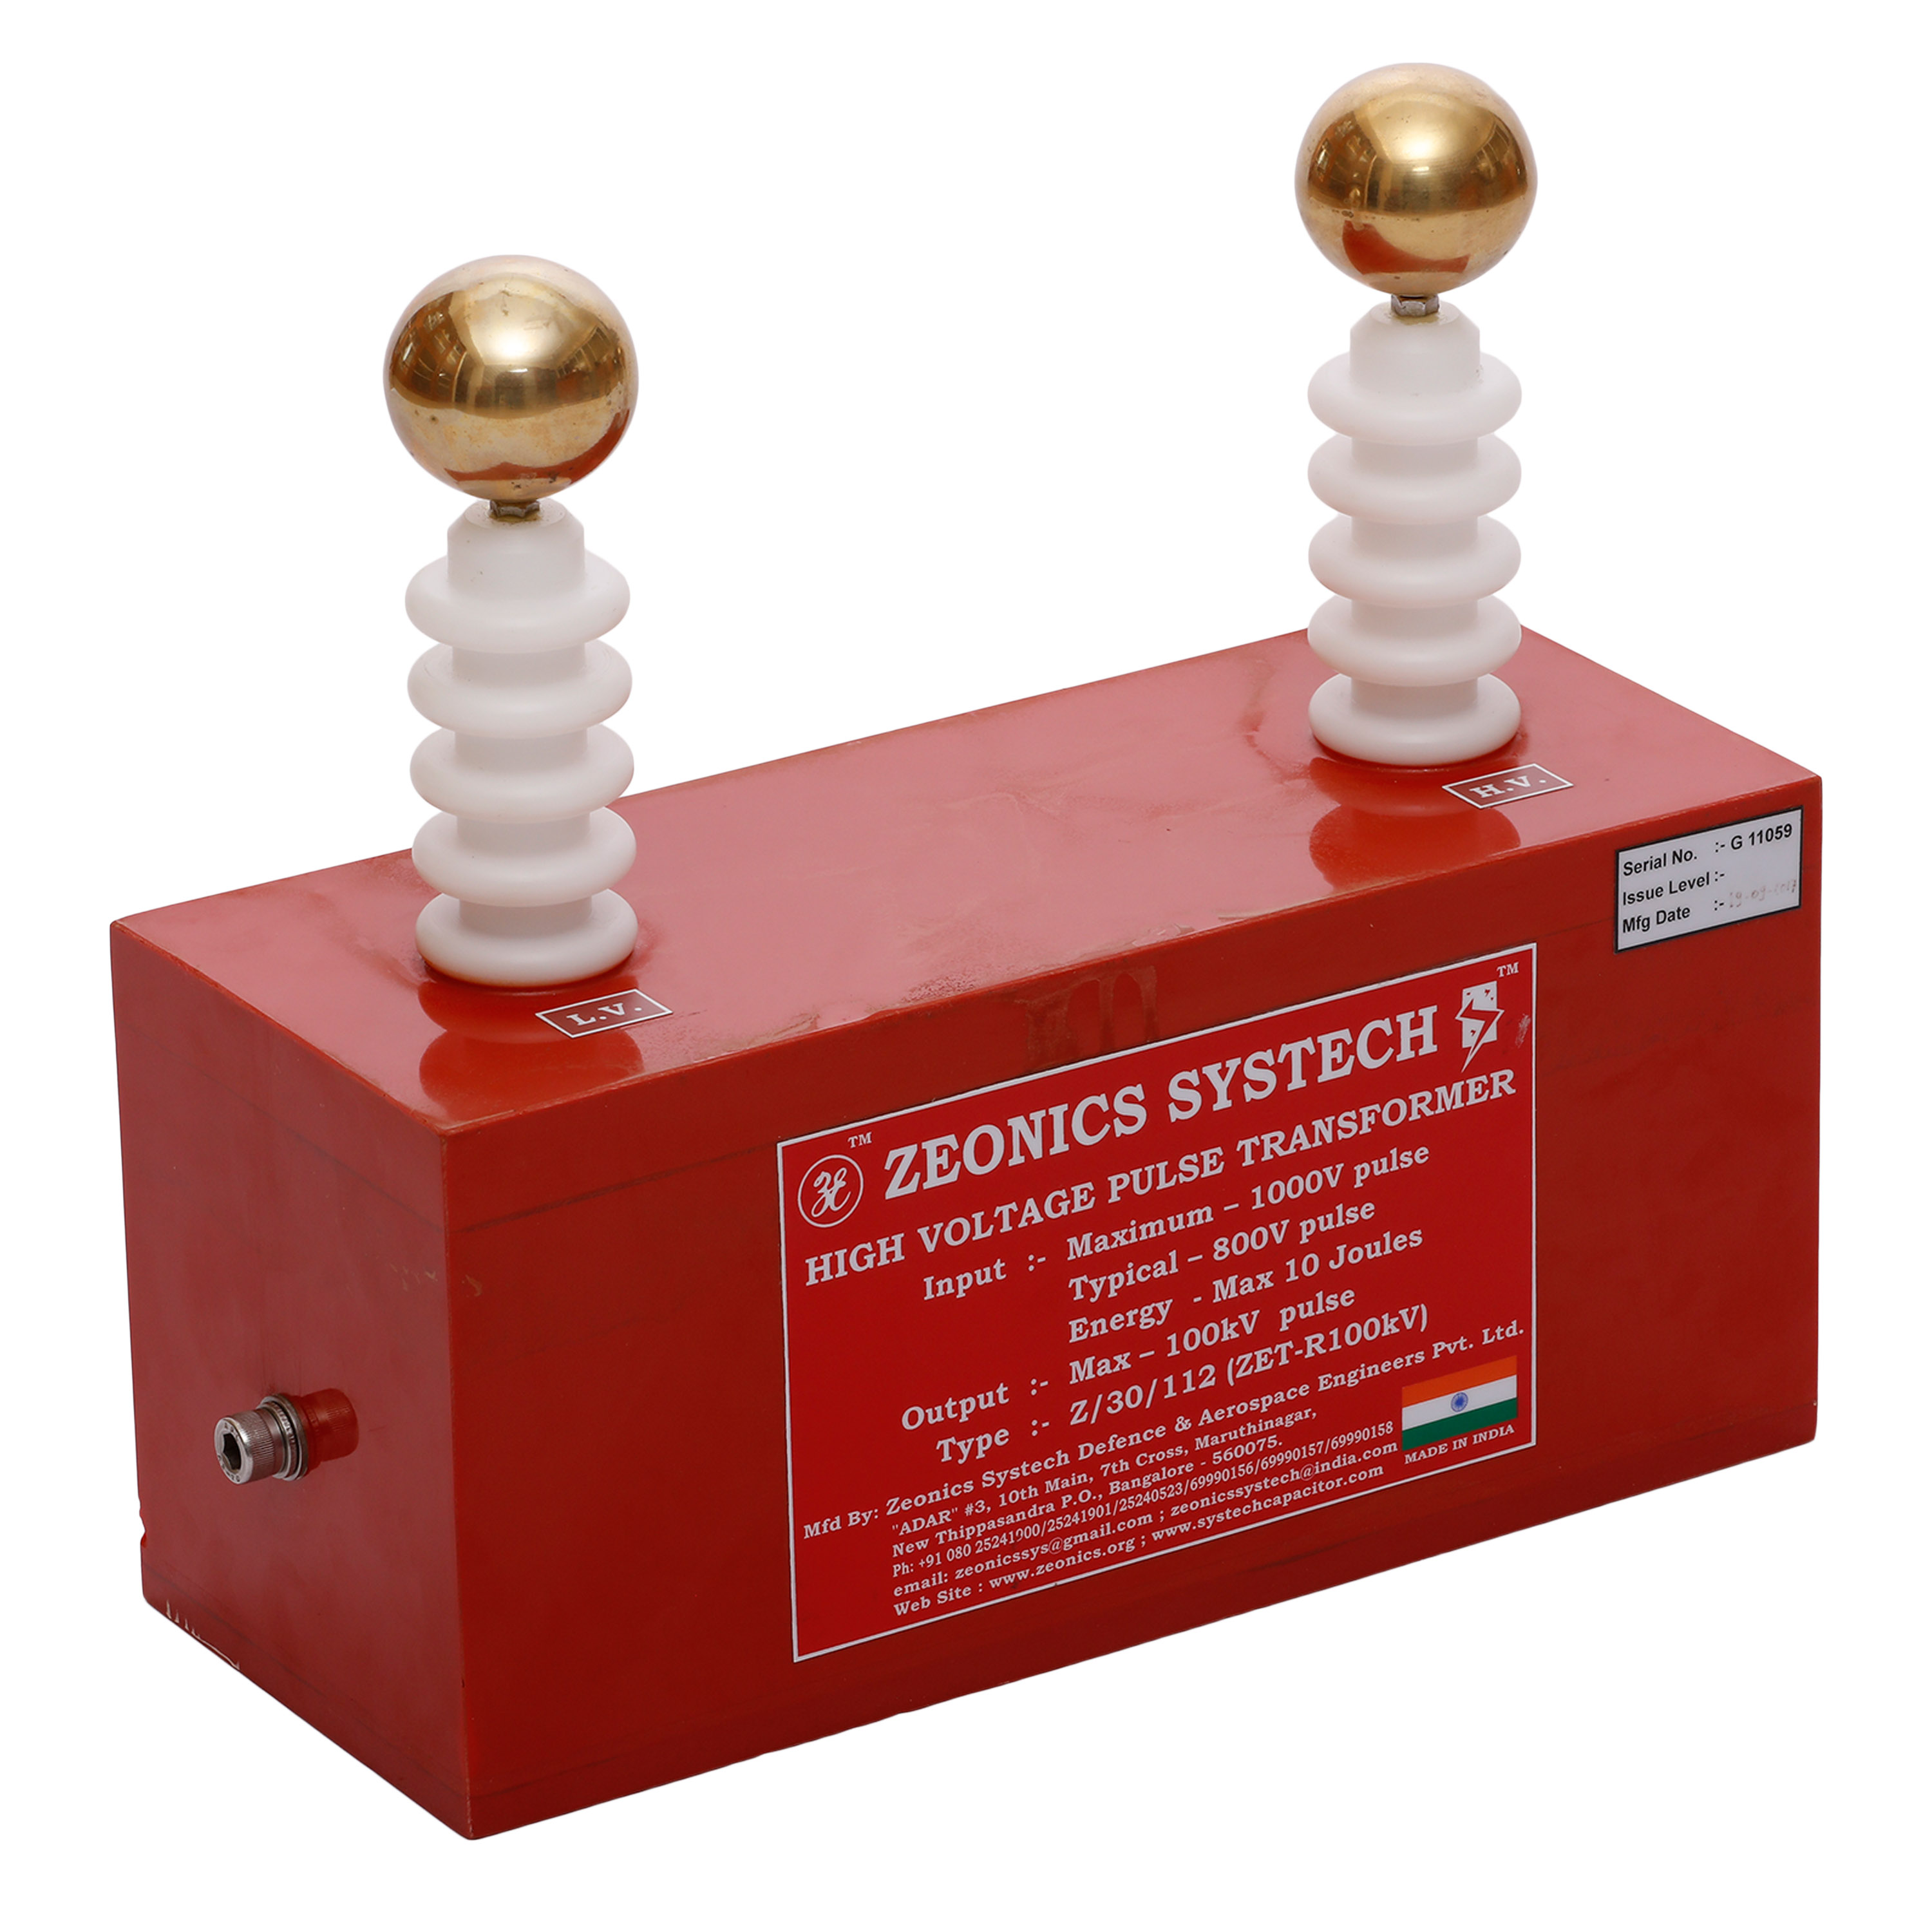 H.V.
L.V.
Serial No. :- G 11059
Issue Level :-
Mfg Date :-
TM
TM
ZEONICS SYSTECH
HIGH VOLTAGE PULSE TRANSFORMER
Input :- Maximum – 1000V pulse
Typical – 800V pulse
Energy - Max 10 Joules
Output :- Max – 100kV pulse
Type :- Z/30/112 (ZET-R100kV)
Mfd By: Zeonics Systech Defence & Aerospace Engineers Pvt. Ltd.
"ADAR" #3, 10th Main, 7th Cross, Maruthinagar,
New Thippasandra P.O., Bangalore - 560075.
Ph: +91 080 25241900/25241901/25240523/69990156/69990157/69990158
email: zeonicssys@gmail.com ; zeonicssystech@india.com
Web Site : www.zeonics.org ; www.systechcapacitor.com
MADE IN INDIA